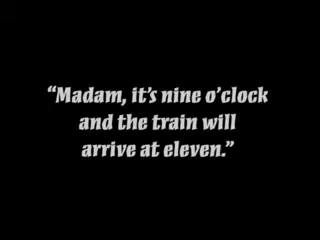 “Madam, it’s nine o’clock
and the train will
arrive at eleven.”